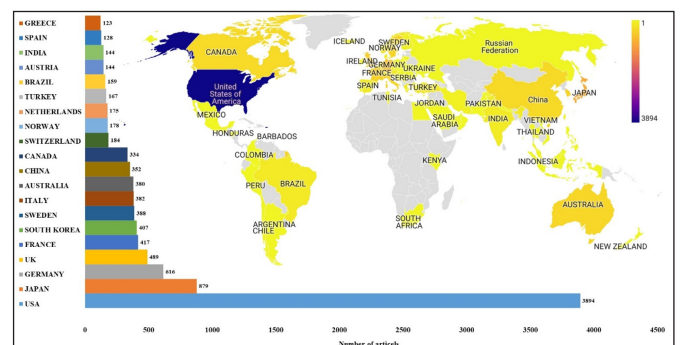 GREECE 123
SPAIN 128
INDIA 144
AUSTRIA 144
BRAZIL 159
TURKEY 167
NETHERLANDS 175
NORWAY 178
SWITZERLAND 184
CANADA 334
CHINA 352
AUSTRALIA 380
ITALY 382
SWEDEN 388
SOUTH KOREA 407
FRANCE 417
UK 489
GERMANY 616
JAPAN 879
USA 3894
0 500 1000 1500 2000 2500 3000 3500 4000 4500
Number of articels
ICELAND
SWEDEN
NORWAY
Russian
Federation
CANADA
IRELAND
GERMANY
UKRAINE
FRANCE
SERBIA
SPAIN
TURKEY
United
States of
America
TUNISIA
JORDAN
PAKISTAN
China
JAPAN
MEXICO
SAUDI
ARABIA
INDIA
VIETNAM
THAILAND
HONDURAS
BARBADOS
COLOMBIA
KENYA
INDONESIA
PERU
BRAZIL
AUSTRALIA
ARGENTINA
CHILE
SOUTH
AFRICA
NEW ZEALAND
1
3894